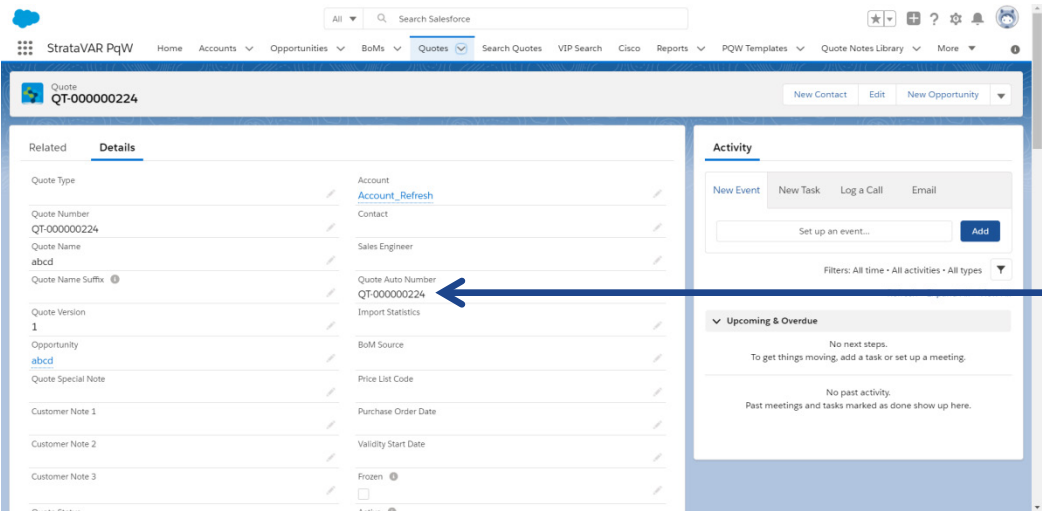 All Search Salesforce
StrataVAR PqW Home Accounts Opportunities BoMs Quotes Search Quotes VIP Search Cisco Reports PQW Templates Quote Notes Library More
Quote
QT-000000224
New Contact Edit New Opportunity
Related Details
Quote Type
Account
Account_Refresh
Quote Number
QT-000000224
Contact
Quote Name
abcd
Sales Engineer
Quote Name Suffix
Quote Auto Number
QT-000000224
Quote Version
1
Import Statistics
Opportunity
abcd
BoM Source
Quote Special Note
Price List Code
Customer Note 1
Purchase Order Date
Customer Note 2
Validity Start Date
Customer Note 3
Frozen
Activity
New Event New Task Log a Call Email
Set up an event... Add
Filters: All time • All activities • All types
Upcoming & Overdue
No next steps.
To get things moving, add a task or set up a meeting.
No past activity.
Past meetings and tasks marked as done show up here.